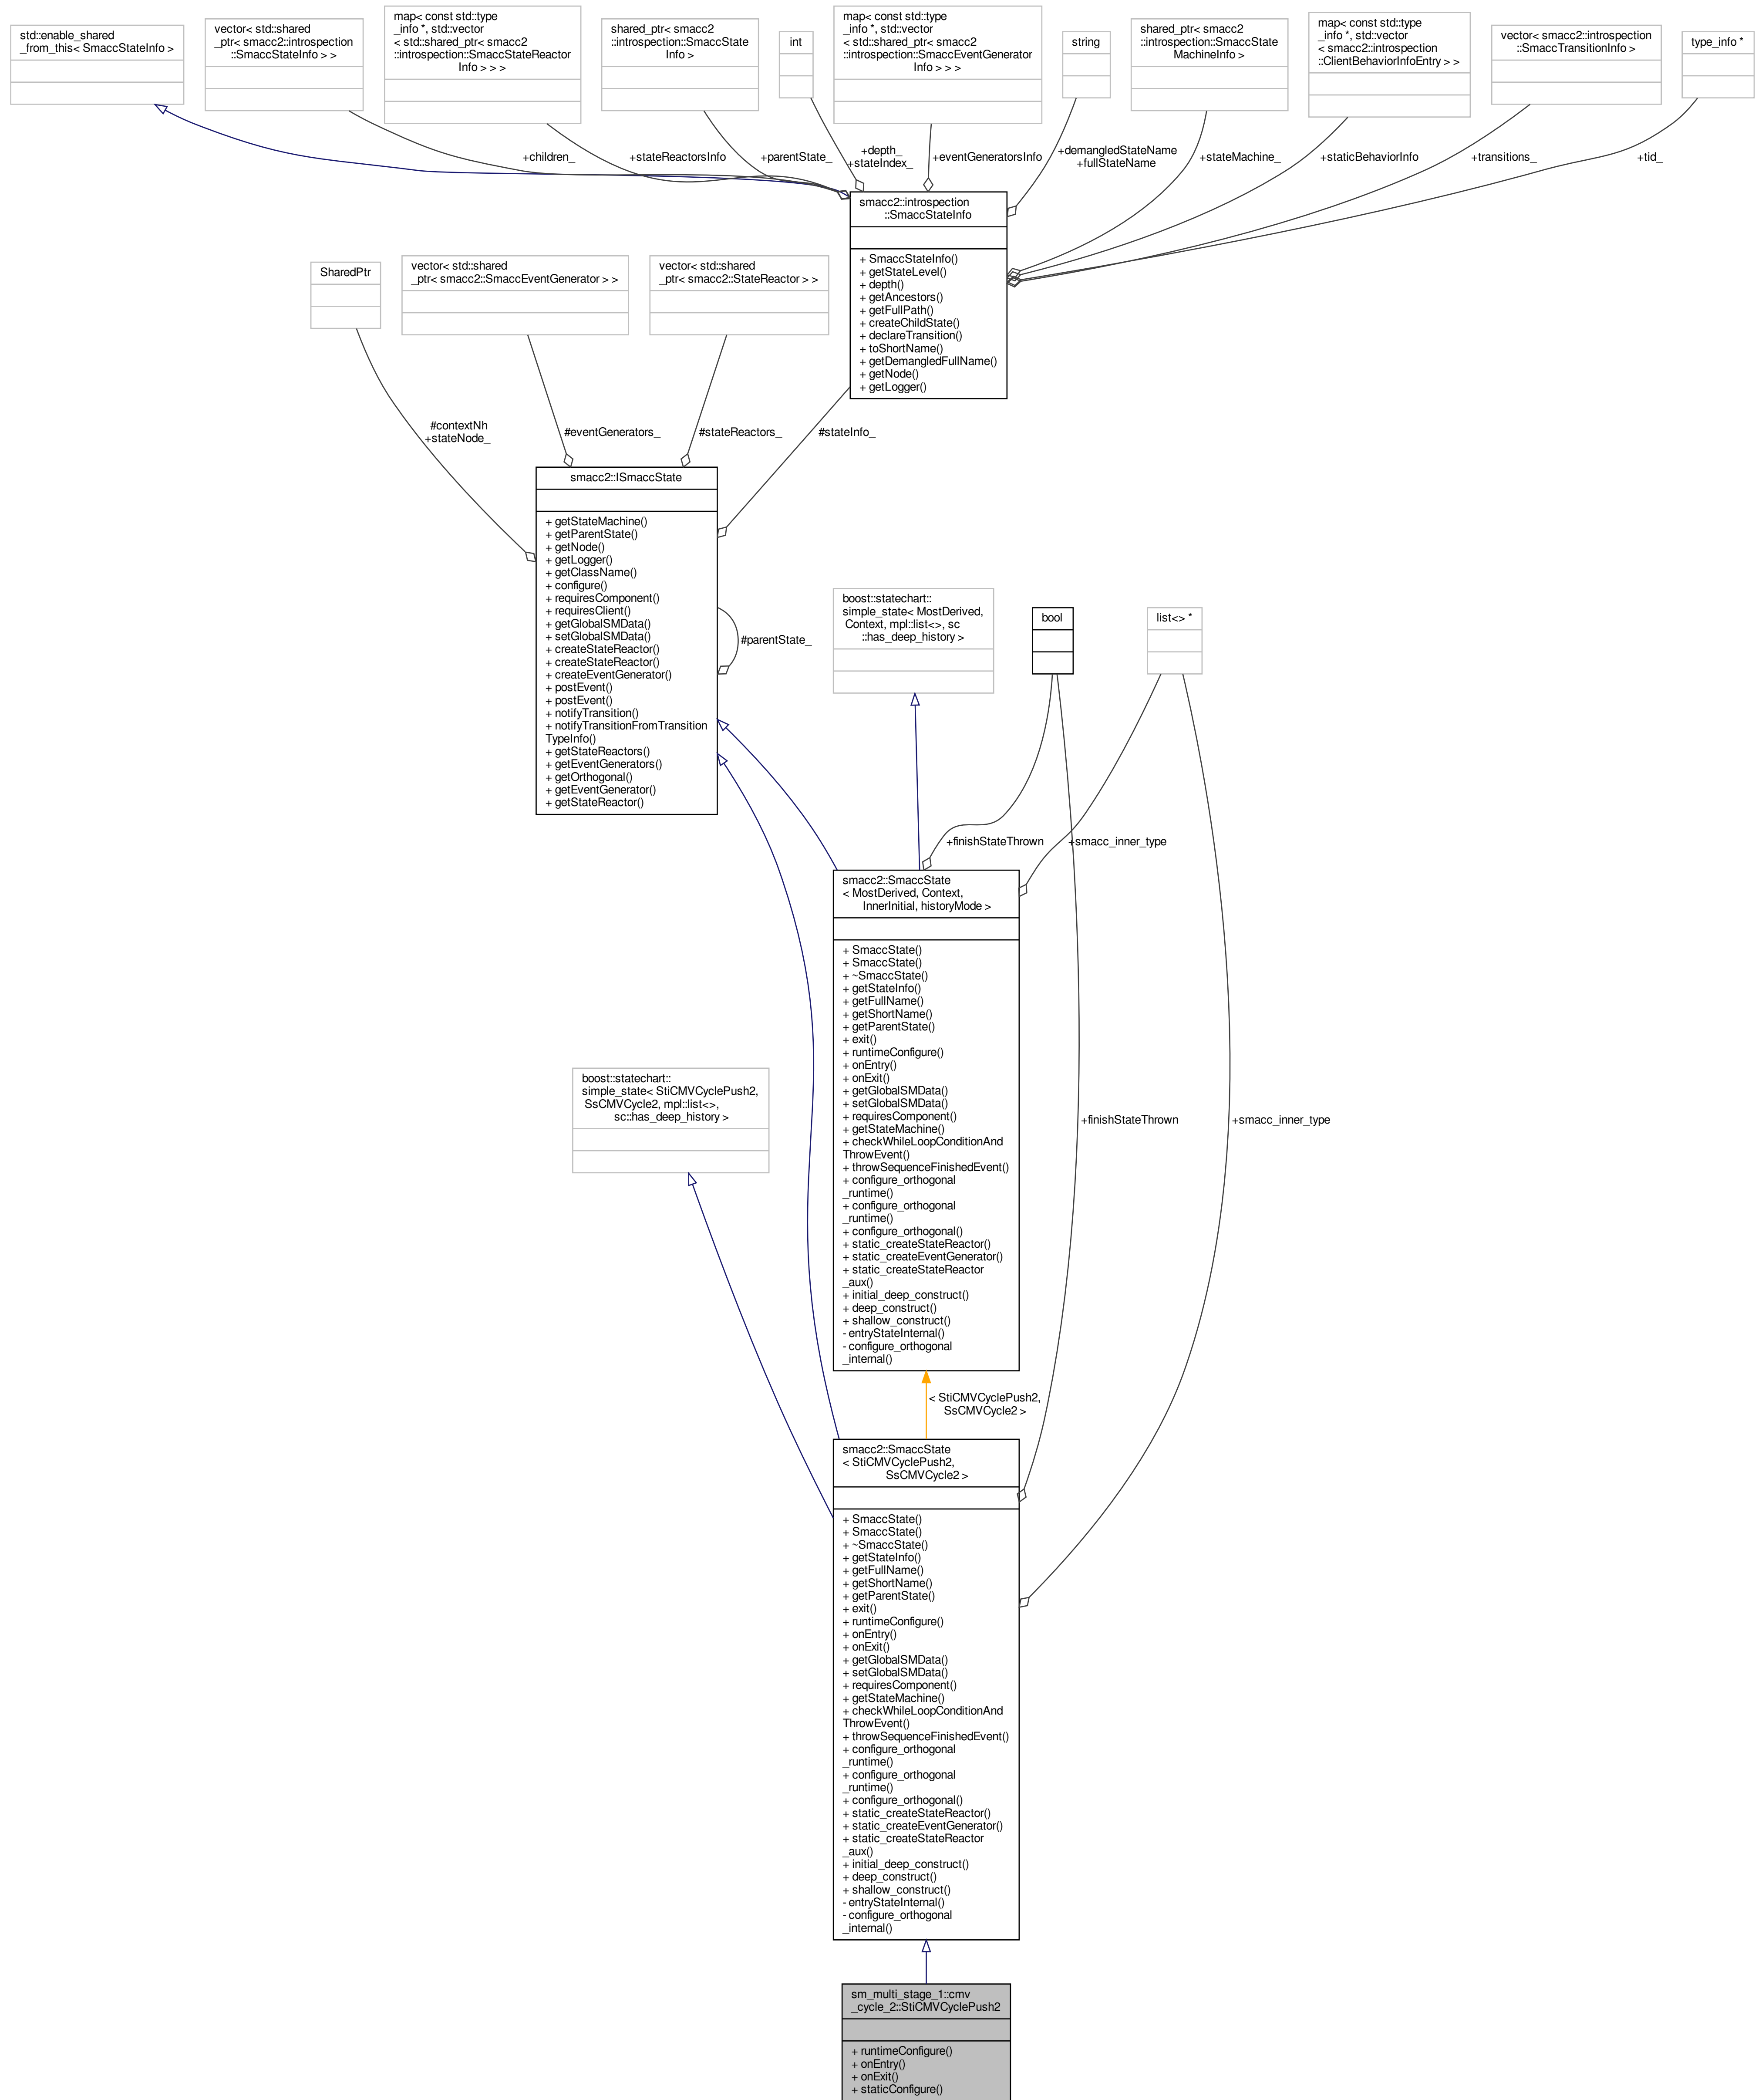 std::enable_shared
_from_this< SmaccStateInfo >
vector< std::shared
_ptr< smacc2::introspection
::SmaccStateInfo > >
map< const std::type
_info *, std::vector
< std::shared_ptr< smacc2
::introspection::SmaccStateReactor
Info > > >
shared_ptr< smacc2
::introspection::SmaccState
Info >
int
map< const std::type
_info *, std::vector
< std::shared_ptr< smacc2
::introspection::SmaccEventGenerator
Info > > >
string
shared_ptr< smacc2
::introspection::SmaccState
MachineInfo >
map< const std::type
_info *, std::vector
< smacc2::introspection
::ClientBehaviorInfoEntry > >
vector< smacc2::introspection
::SmaccTransitionInfo >
type_info *
+children_
+stateReactorsInfo
+parentState_
+depth_
+stateIndex_
+eventGeneratorsInfo
+demangledStateName
+fullStateName
+stateMachine_
+staticBehaviorInfo
+transitions_
+tid_
smacc2::introspection
::SmaccStateInfo
+ SmaccStateInfo()
+ getStateLevel()
+ depth()
+ getAncestors()
+ getFullPath()
+ createChildState()
+ declareTransition()
+ toShortName()
+ getDemangledFullName()
+ getNode()
+ getLogger()
SharedPtr
vector< std::shared
_ptr< smacc2::SmaccEventGenerator > >
vector< std::shared
_ptr< smacc2::StateReactor > >
#contextNh
+stateNode_
#eventGenerators_
#stateReactors_
#stateInfo_
smacc2::ISmaccState
+ getStateMachine()
+ getParentState()
+ getNode()
+ getLogger()
+ getClassName()
+ configure()
+ requiresComponent()
+ requiresClient()
+ getGlobalSMData()
+ setGlobalSMData()
+ createStateReactor()
+ createStateReactor()
+ createEventGenerator()
+ postEvent()
+ postEvent()
+ notifyTransition()
+ notifyTransitionFromTransition
TypeInfo()
+ getStateReactors()
+ getEventGenerators()
+ getOrthogonal()
+ getEventGenerator()
+ getStateReactor()
#parentState_
boost::statechart::
simple_state< MostDerived,
Context, mpl::list<>, sc
::has_deep_history >
bool
list<> *
+finishStateThrown
+smacc_inner_type
smacc2::SmaccState
< MostDerived, Context,
InnerInitial, historyMode >
+ SmaccState()
+ SmaccState()
+ ~SmaccState()
+ getStateInfo()
+ getFullName()
+ getShortName()
+ getParentState()
+ exit()
+ runtimeConfigure()
+ onEntry()
+ onExit()
+ getGlobalSMData()
+ setGlobalSMData()
+ requiresComponent()
+ getStateMachine()
+ checkWhileLoopConditionAnd
ThrowEvent()
+ throwSequenceFinishedEvent()
+ configure_orthogonal
_runtime()
+ configure_orthogonal
_runtime()
+ configure_orthogonal()
+ static_createStateReactor()
+ static_createEventGenerator()
+ static_createStateReactor
_aux()
+ initial_deep_construct()
+ deep_construct()
+ shallow_construct()
- entryStateInternal()
- configure_orthogonal
_internal()
boost::statechart::
simple_state< StiCMVCyclePush2,
SsCMVCycle2, mpl::list<>,
sc::has_deep_history >
+finishStateThrown
+smacc_inner_type
< StiCMVCyclePush2,
SsCMVCycle2 >
smacc2::SmaccState
< StiCMVCyclePush2,
SsCMVCycle2 >
+ SmaccState()
+ SmaccState()
+ ~SmaccState()
+ getStateInfo()
+ getFullName()
+ getShortName()
+ getParentState()
+ exit()
+ runtimeConfigure()
+ onEntry()
+ onExit()
+ getGlobalSMData()
+ setGlobalSMData()
+ requiresComponent()
+ getStateMachine()
+ checkWhileLoopConditionAnd
ThrowEvent()
+ throwSequenceFinishedEvent()
+ configure_orthogonal
_runtime()
+ configure_orthogonal
_runtime()
+ configure_orthogonal()
+ static_createStateReactor()
+ static_createEventGenerator()
+ static_createStateReactor
_aux()
+ initial_deep_construct()
+ deep_construct()
+ shallow_construct()
- entryStateInternal()
- configure_orthogonal
_internal()
sm_multi_stage_1::cmv
_cycle_2::StiCMVCyclePush2
+ runtimeConfigure()
+ onEntry()
+ onExit()
+ staticConfigure()